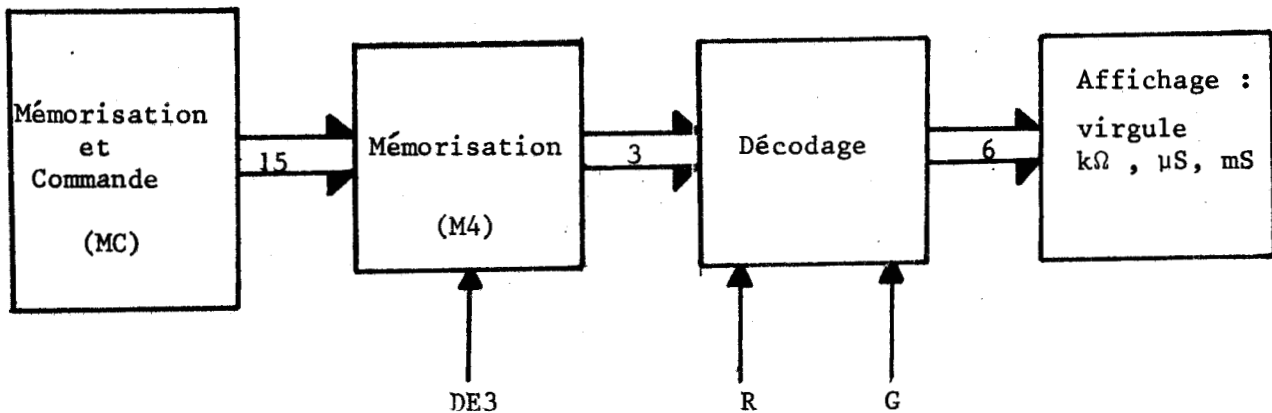 Mémorisation
et
Commande
(MC)
15
Mémorisation
(M4)
3
Décodage
6
Affichage :
virgule
kΩ , µS, mS
DE3
R
G